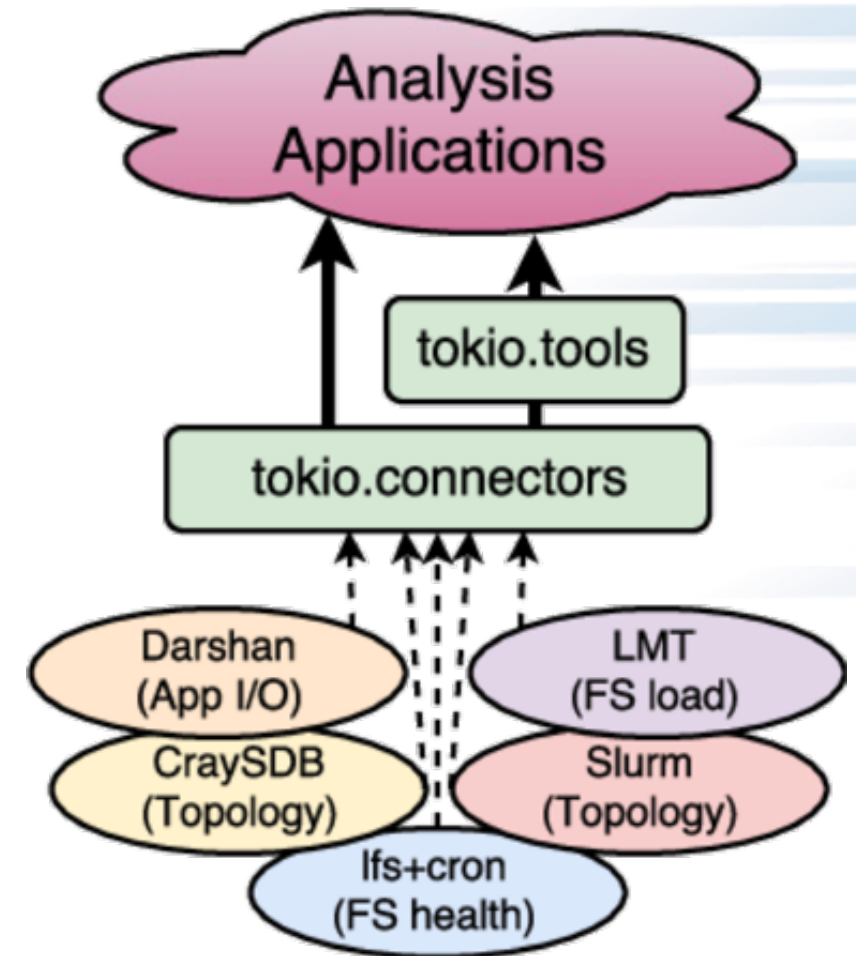 Analysis
Applications
tokio.tools
tokio.connectors
Darshan
(App I/O)
LMT
(FS load)
CraySDB
(Topology)
Slurm
(Topology)
lfs+cron
(FS health)